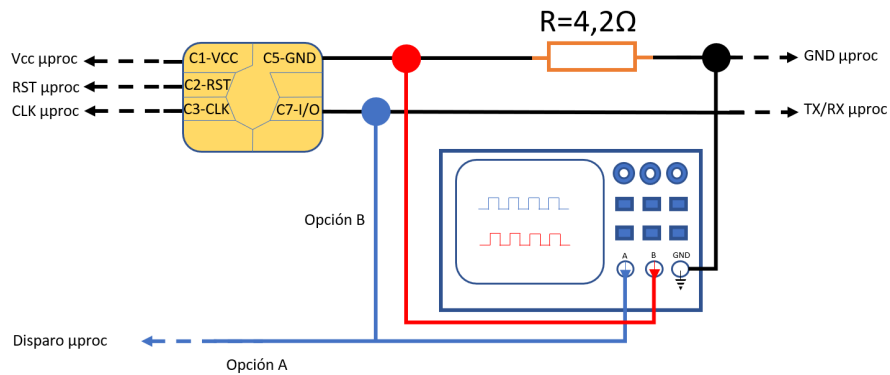 R=4,2Ω
Vcc μproc
C1-VCC
C5-GND
GND μproc
RST μproc
C2-RST
CLK μproc
C3-CLK
C7-I/O
TX/RX μproc
Opción B
A
B
GND
Disparo μproc
Opción A